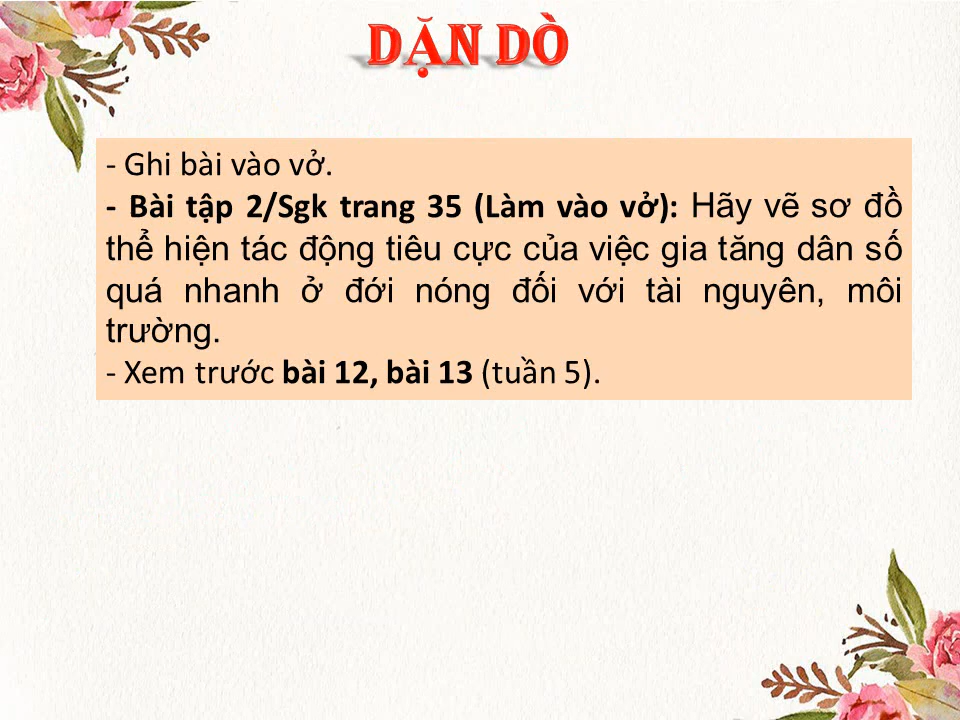 DẶN DÒ
- Ghi bài vào vở.
- Bài tập 2/Sgk trang 35 (Làm vào vở): Hãy vẽ sơ đồ
thể hiện tác động tiêu cực của việc gia tăng dân số
quá nhanh ở đới nóng đối với tài nguyên, môi
trường.
- Xem trước bài 12, bài 13 (tuần 5).